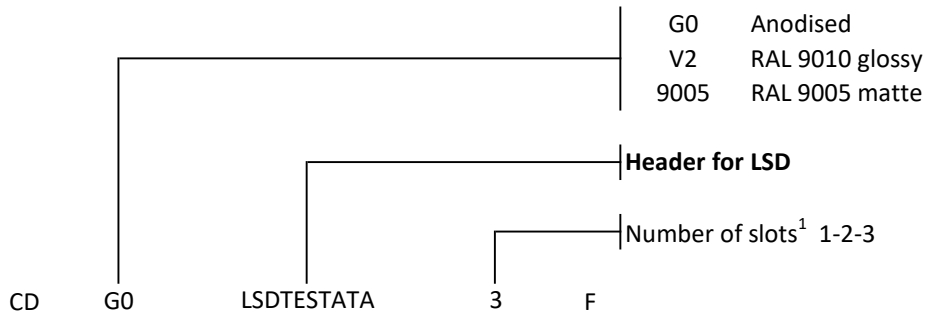 G0 Anodised
V2 RAL 9010 glossy
9005 RAL 9005 matte
Header for LSD
Number of slots¹ 1-2-3
CD G0 LSDTESTATA 3 F